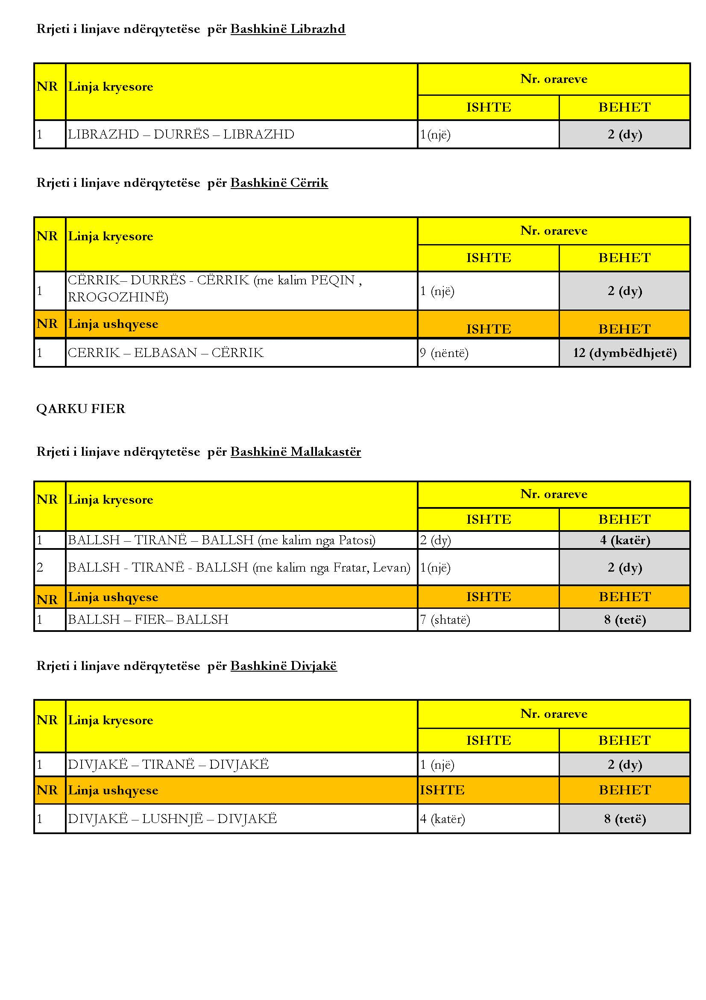 Rrjeti i linjave ndërqytetëse  për Bashkinë Librazhd
NR Linja kryesore Nr. orareve
ISHTE BEHET
1 LIBRAZHD – DURRËS – LIBRAZHD 1(një) 2 (dy)
Rrjeti i linjave ndërqytetëse  për Bashkinë Cërrik
NR Linja kryesore Nr. orareve
ISHTE BEHET
1 CËRRIK– DURRËS - CËRRIK (me kalim PEQIN , RROGOZHINË) 1 (një) 2 (dy)
NR Linja ushqyese ISHTE BEHET
1 CERRIK – ELBASAN – CËRRIK 9 (nëntë) 12 (dymbëdhjetë)
QARKU FIER
Rrjeti i linjave ndërqytetëse  për Bashkinë Mallakastër
NR Linja kryesore Nr. orareve
ISHTE BEHET
1 BALLSH – TIRANË – BALLSH (me kalim nga Patosi) 2 (dy) 4 (katër)
2 BALLSH - TIRANË - BALLSH (me kalim nga Fratar, Levan) 1(një) 2 (dy)
NR Linja ushqyese ISHTE BEHET
1 BALLSH – FIER– BALLSH 7 (shtatë) 8 (tetë)
Rrjeti i linjave ndërqytetëse  për Bashkinë Divjakë
NR Linja kryesore Nr. orareve
ISHTE BEHET
1 DIVJAKË – TIRANË – DIVJAKË 1 (një) 2 (dy)
NR Linja ushqyese ISHTE BEHET
1 DIVJAKË – LUSHNJË – DIVJAKË 4 (katër) 8 (tetë)